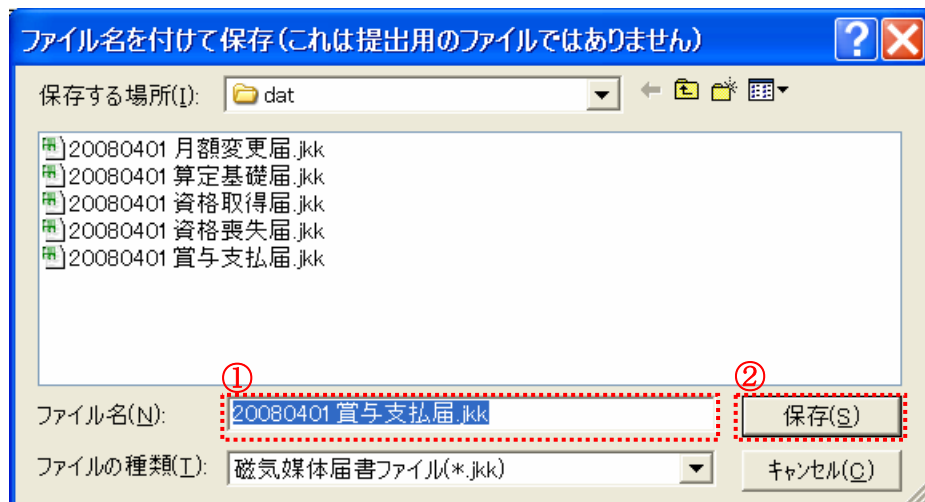 ファイル名を付けて保存(これは提出用のファイルではありません)
保存する場所(I): dat
20080401 月額変更届.jkk
20080401 算定基礎届.jkk
20080401 資格取得届.jkk
20080401 資格喪失届.jkk
20080401 賞与支払届.jkk
① ②
ファイル名(N): 20080401 賞与支払届.jkk 保存(S)
ファイルの種類(T): 磁気媒体届書ファイル(*.jkk) キャンセル(C)